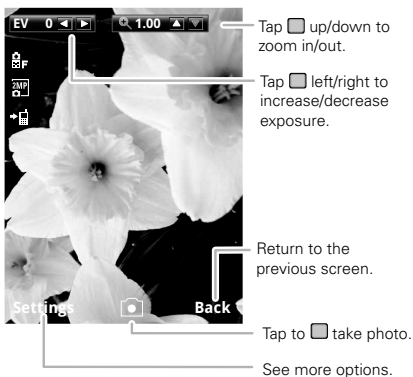 EV 0 1.00
Tap up/down to
zoom in/out.
F
2MP
Tap left/right to
increase/decrease
exposure.
Return to the
previous screen.
Settings Back
Tap to take photo.
See more options.